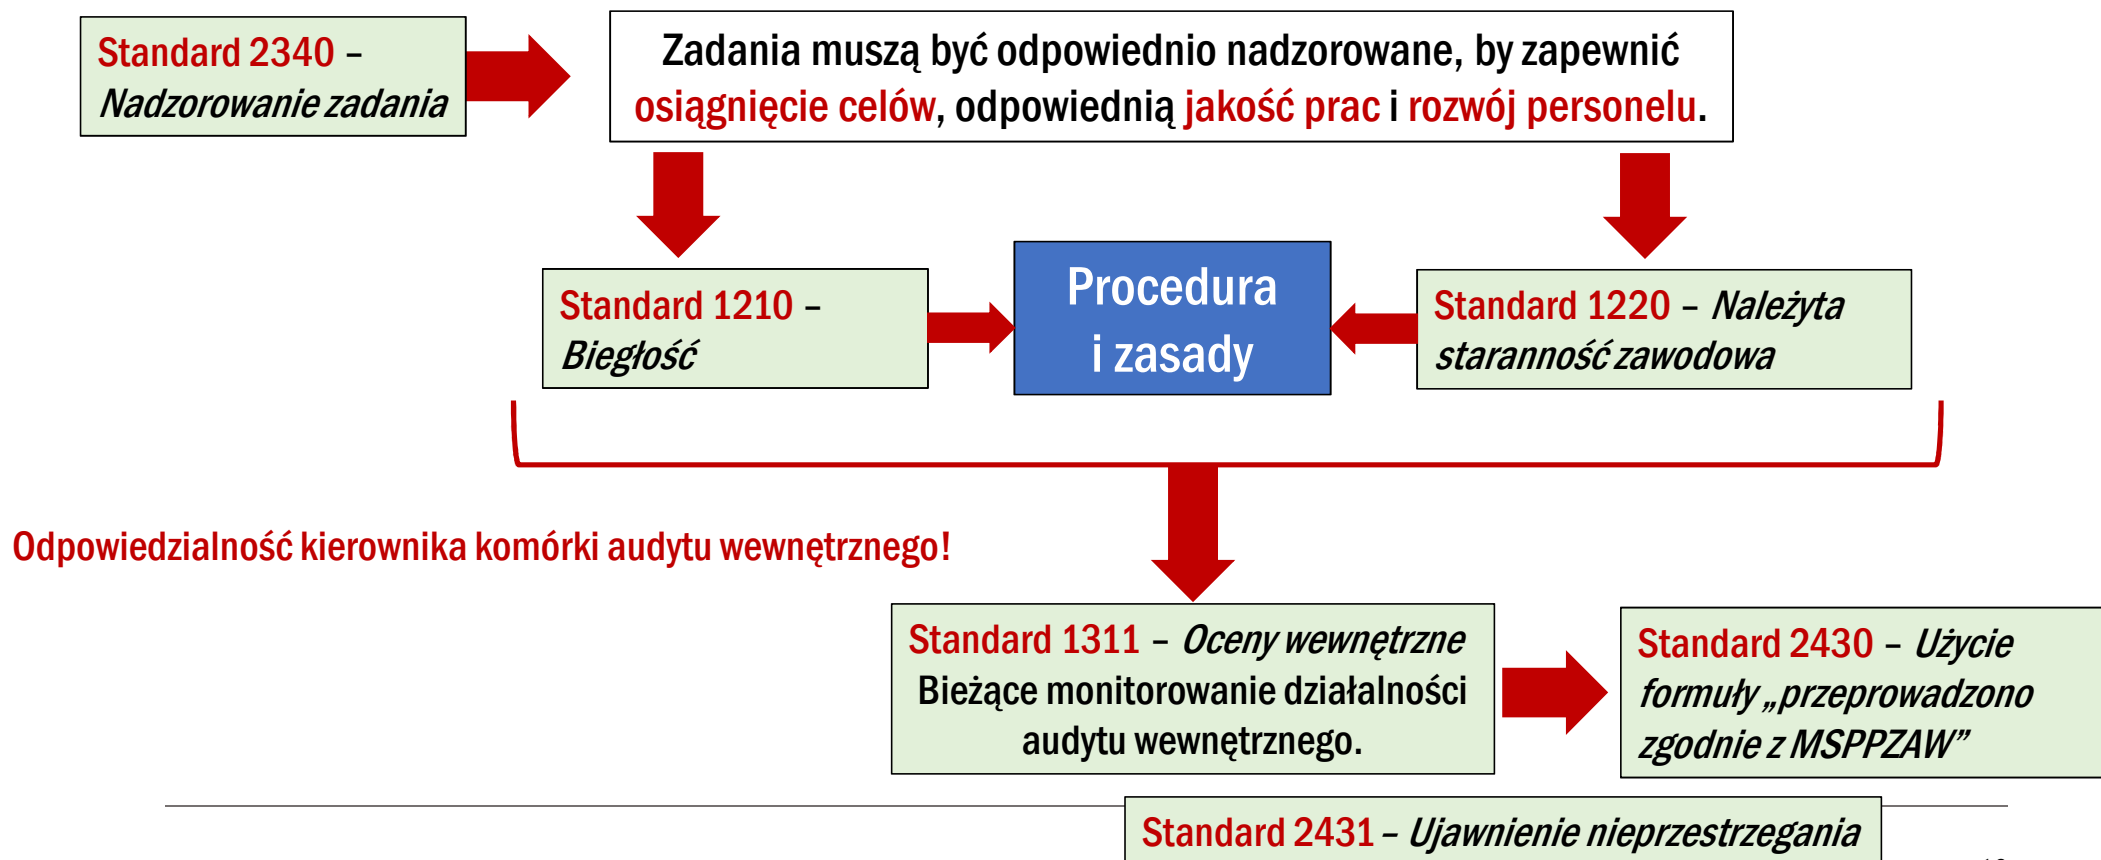 Standard 2340 –
Nadzorowanie zadania
Zadania muszą być odpowiednio nadzorowane, by zapewnić
osiągnięcie celów, odpowiednią jakość prac i rozwój personelu.
Standard 1210 –
Biegłość
Procedura
i zasady
Standard 1220 – Należyta
staranność zawodowa
Odpowiedzialność kierownika komórki audytu wewnętrznego!
Standard 1311 – Oceny wewnętrzne
Bieżące monitorowanie działalności
audytu wewnętrznego.
Standard 2430 – Użycie
formuły „przeprowadzono
zgodnie z MSPPZAW”
Standard 2431 – Ujawnienie nieprzestrzegania